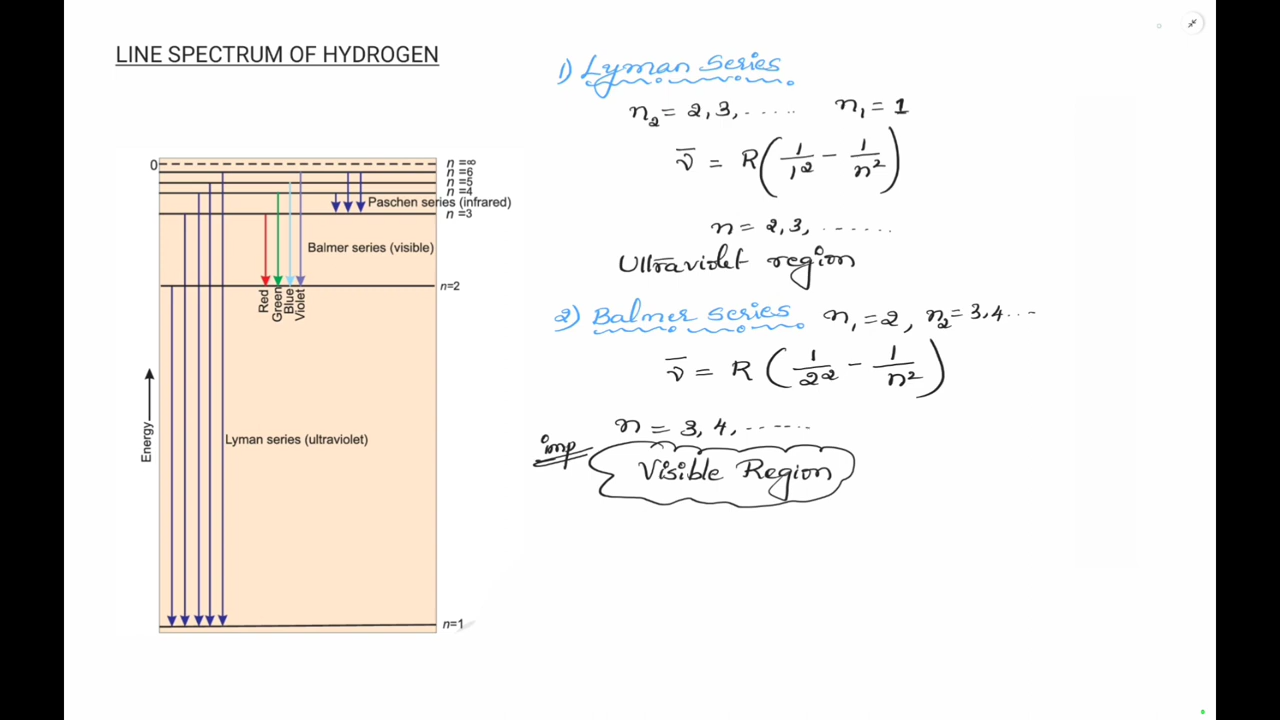 LINE SPECTRUM OF HYDROGEN
0
n =∞
n =6
n =5
n =4
Paschen series (infrared)
n =3
Balmer series (visible)
n=2
Red
Green
Blue
Violet
Energy
Lyman series (ultraviolet)
n=1
1) Lyman Series
n₂ = 2, 3, ...... n₁ = 1
ν̅ = R(1/1² - 1/n²)
n = 2, 3, .......
Ultraviolet region
2) Balmer series n₁ = 2, n₂ = 3, 4 ....
ν̅ = R(1/2² - 1/n²)
n = 3, 4, .......
imp
Visible Region